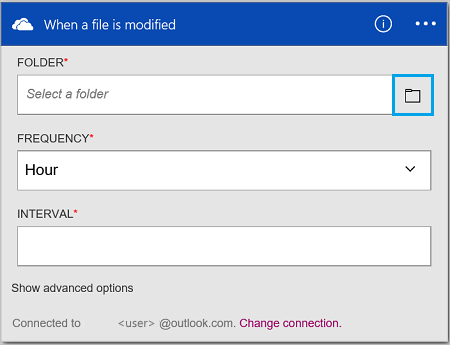 When a file is modified
FOLDER*
Select a folder
FREQUENCY*
Hour
INTERVAL*
Show advanced options
Connected to <user> @outlook.com. Change connection.